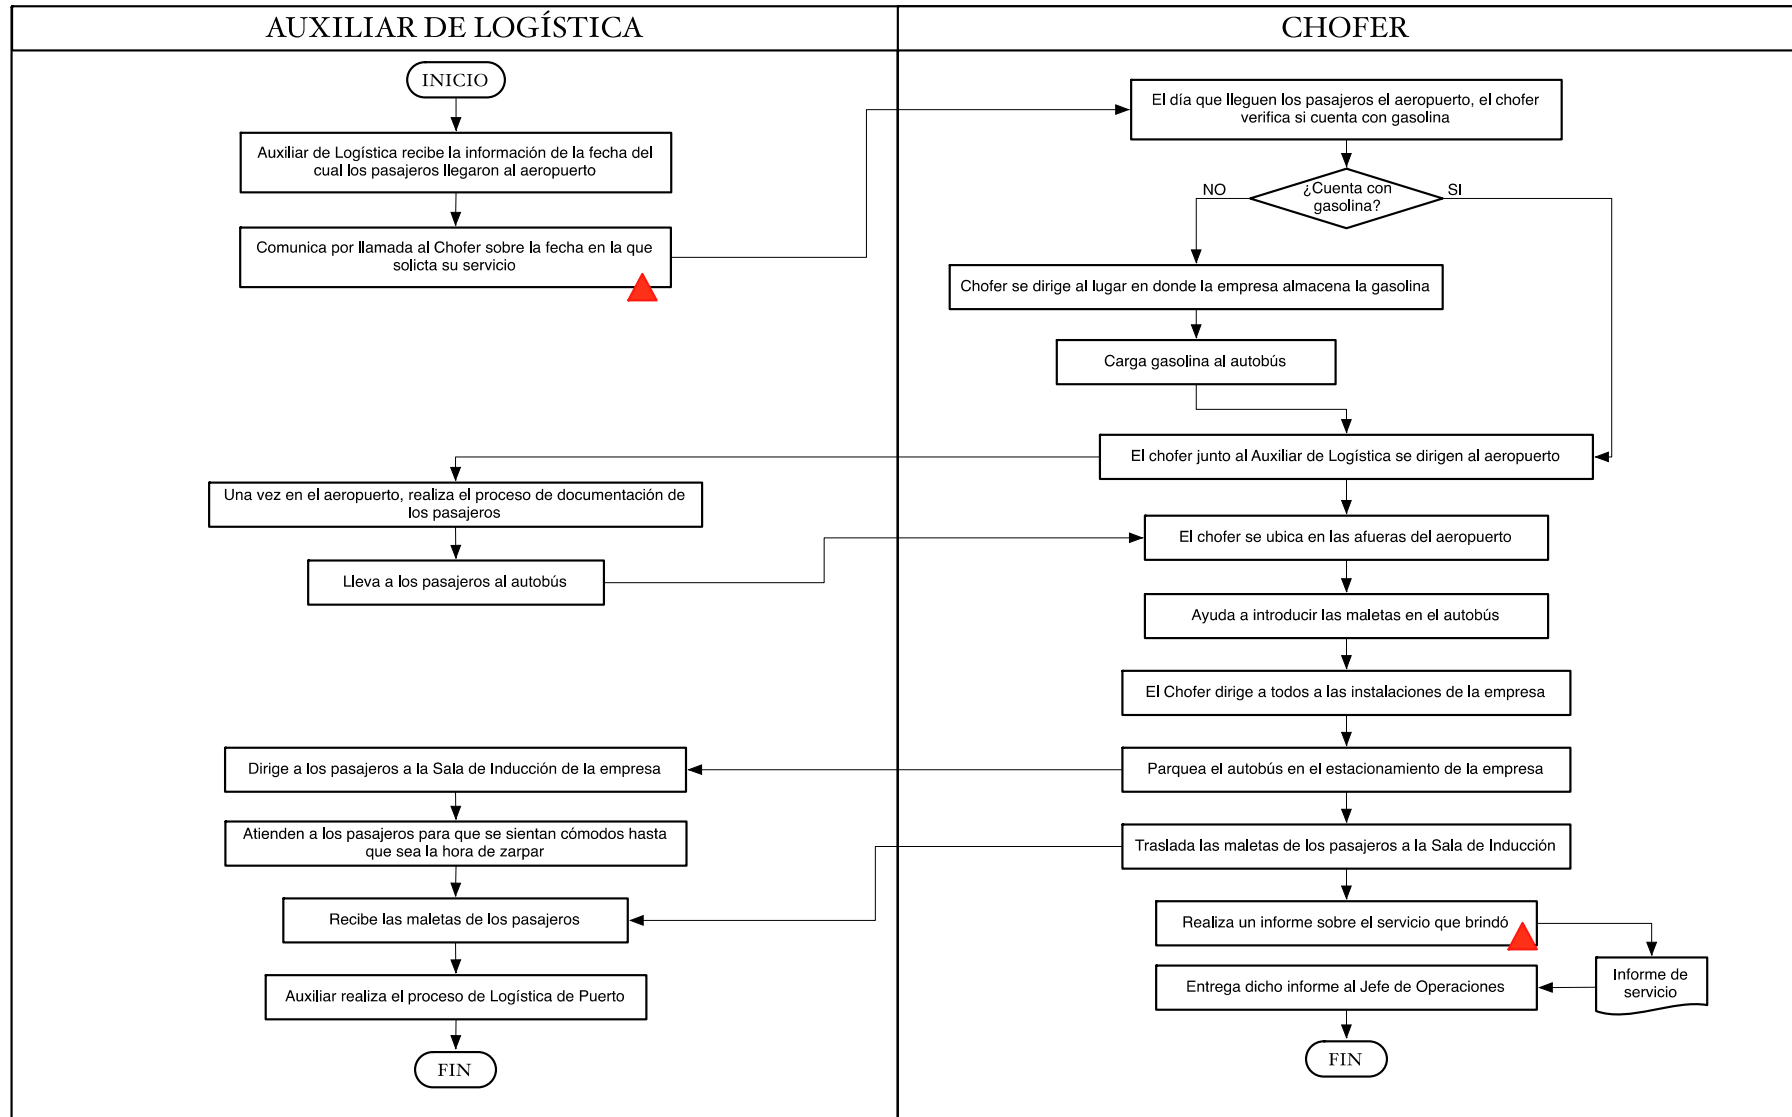 AUXILIAR DE LOGÍSTICA
CHOFER
INICIO
Auxiliar de Logística recibe la información de la fecha del
cual los pasajeros llegaron al aeropuerto
Comunica por llamada al Chofer sobre la fecha en la que
solicta su servicio
El día que lleguen los pasajeros el aeropuerto, el chofer
verifica si cuenta con gasolina
¿Cuenta con
gasolina?
NO
SI
Chofer se dirige al lugar en donde la empresa almacena la gasolina
Carga gasolina al autobús
El chofer junto al Auxiliar de Logística se dirigen al aeropuerto
Una vez en el aeropuerto, realiza el proceso de documentación de
los pasajeros
Lleva a los pasajeros al autobús
El chofer se ubica en las afueras del aeropuerto
Ayuda a introducir las maletas en el autobús
El Chofer dirige a todos a las instalaciones de la empresa
Parquea el autobús en el estacionamiento de la empresa
Dirige a los pasajeros a la Sala de Inducción de la empresa
Atienden a los pasajeros para que se sientan cómodos hasta
que sea la hora de zarpar
Traslada las maletas de los pasajeros a la Sala de Inducción
Recibe las maletas de los pasajeros
Auxiliar realiza el proceso de Logística de Puerto
FIN
Realiza un informe sobre el servicio que brindó
Informe de
servicio
Entrega dicho informe al Jefe de Operaciones
FIN